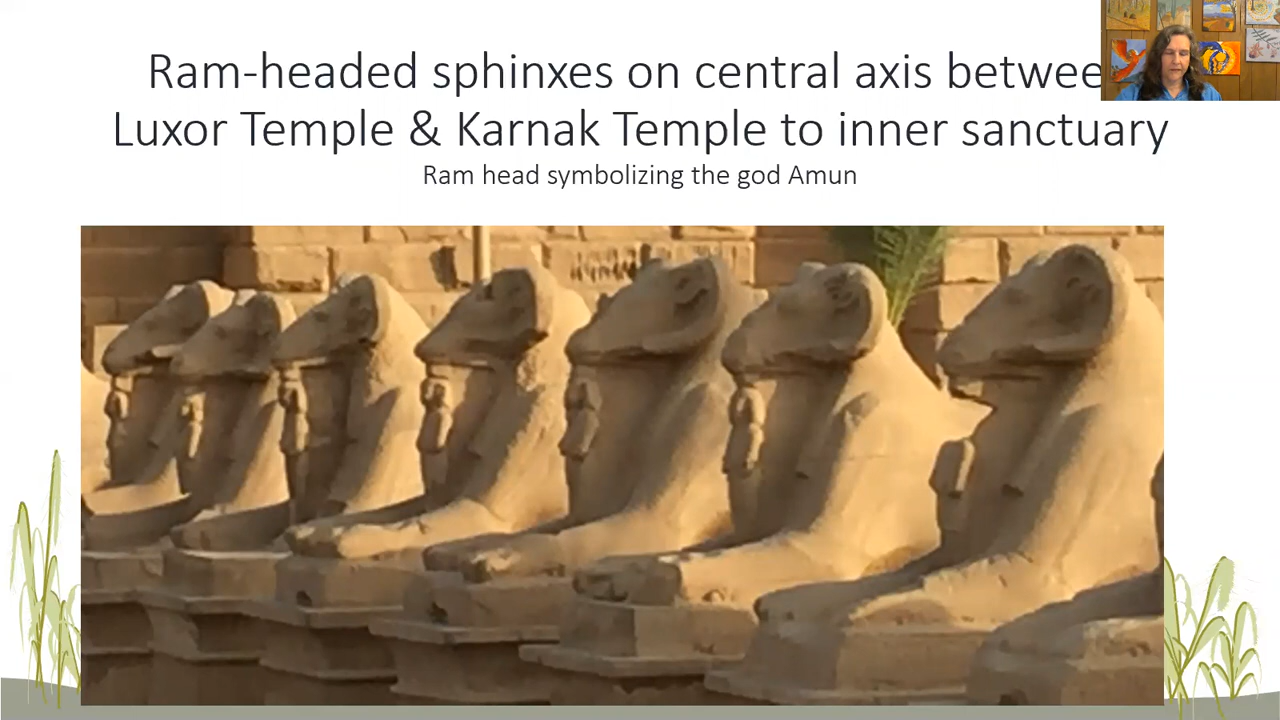 Ram-headed sphinxes on central axis betwee
Luxor Temple & Karnak Temple to inner sanctuary
Ram head symbolizing the god Amun